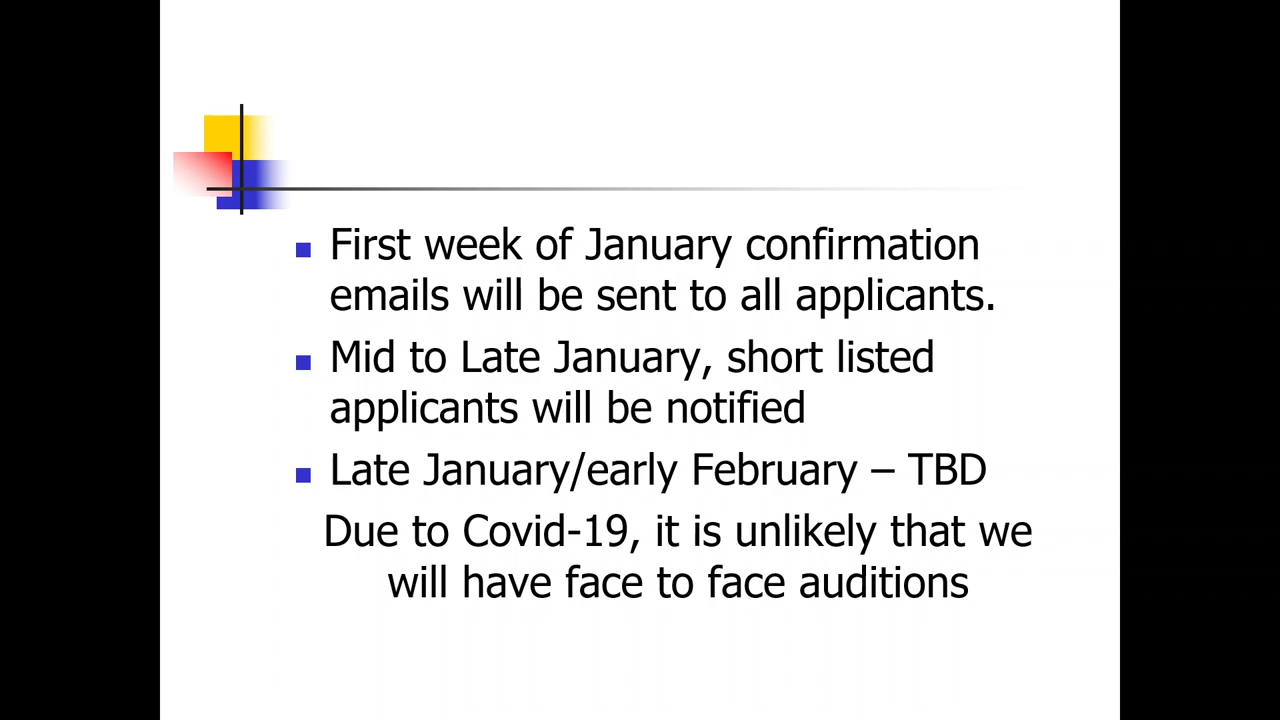 First week of January confirmation
emails will be sent to all applicants.
Mid to Late January, short listed
applicants will be notified
Late January/early February – TBD
Due to Covid-19, it is unlikely that we
will have face to face auditions